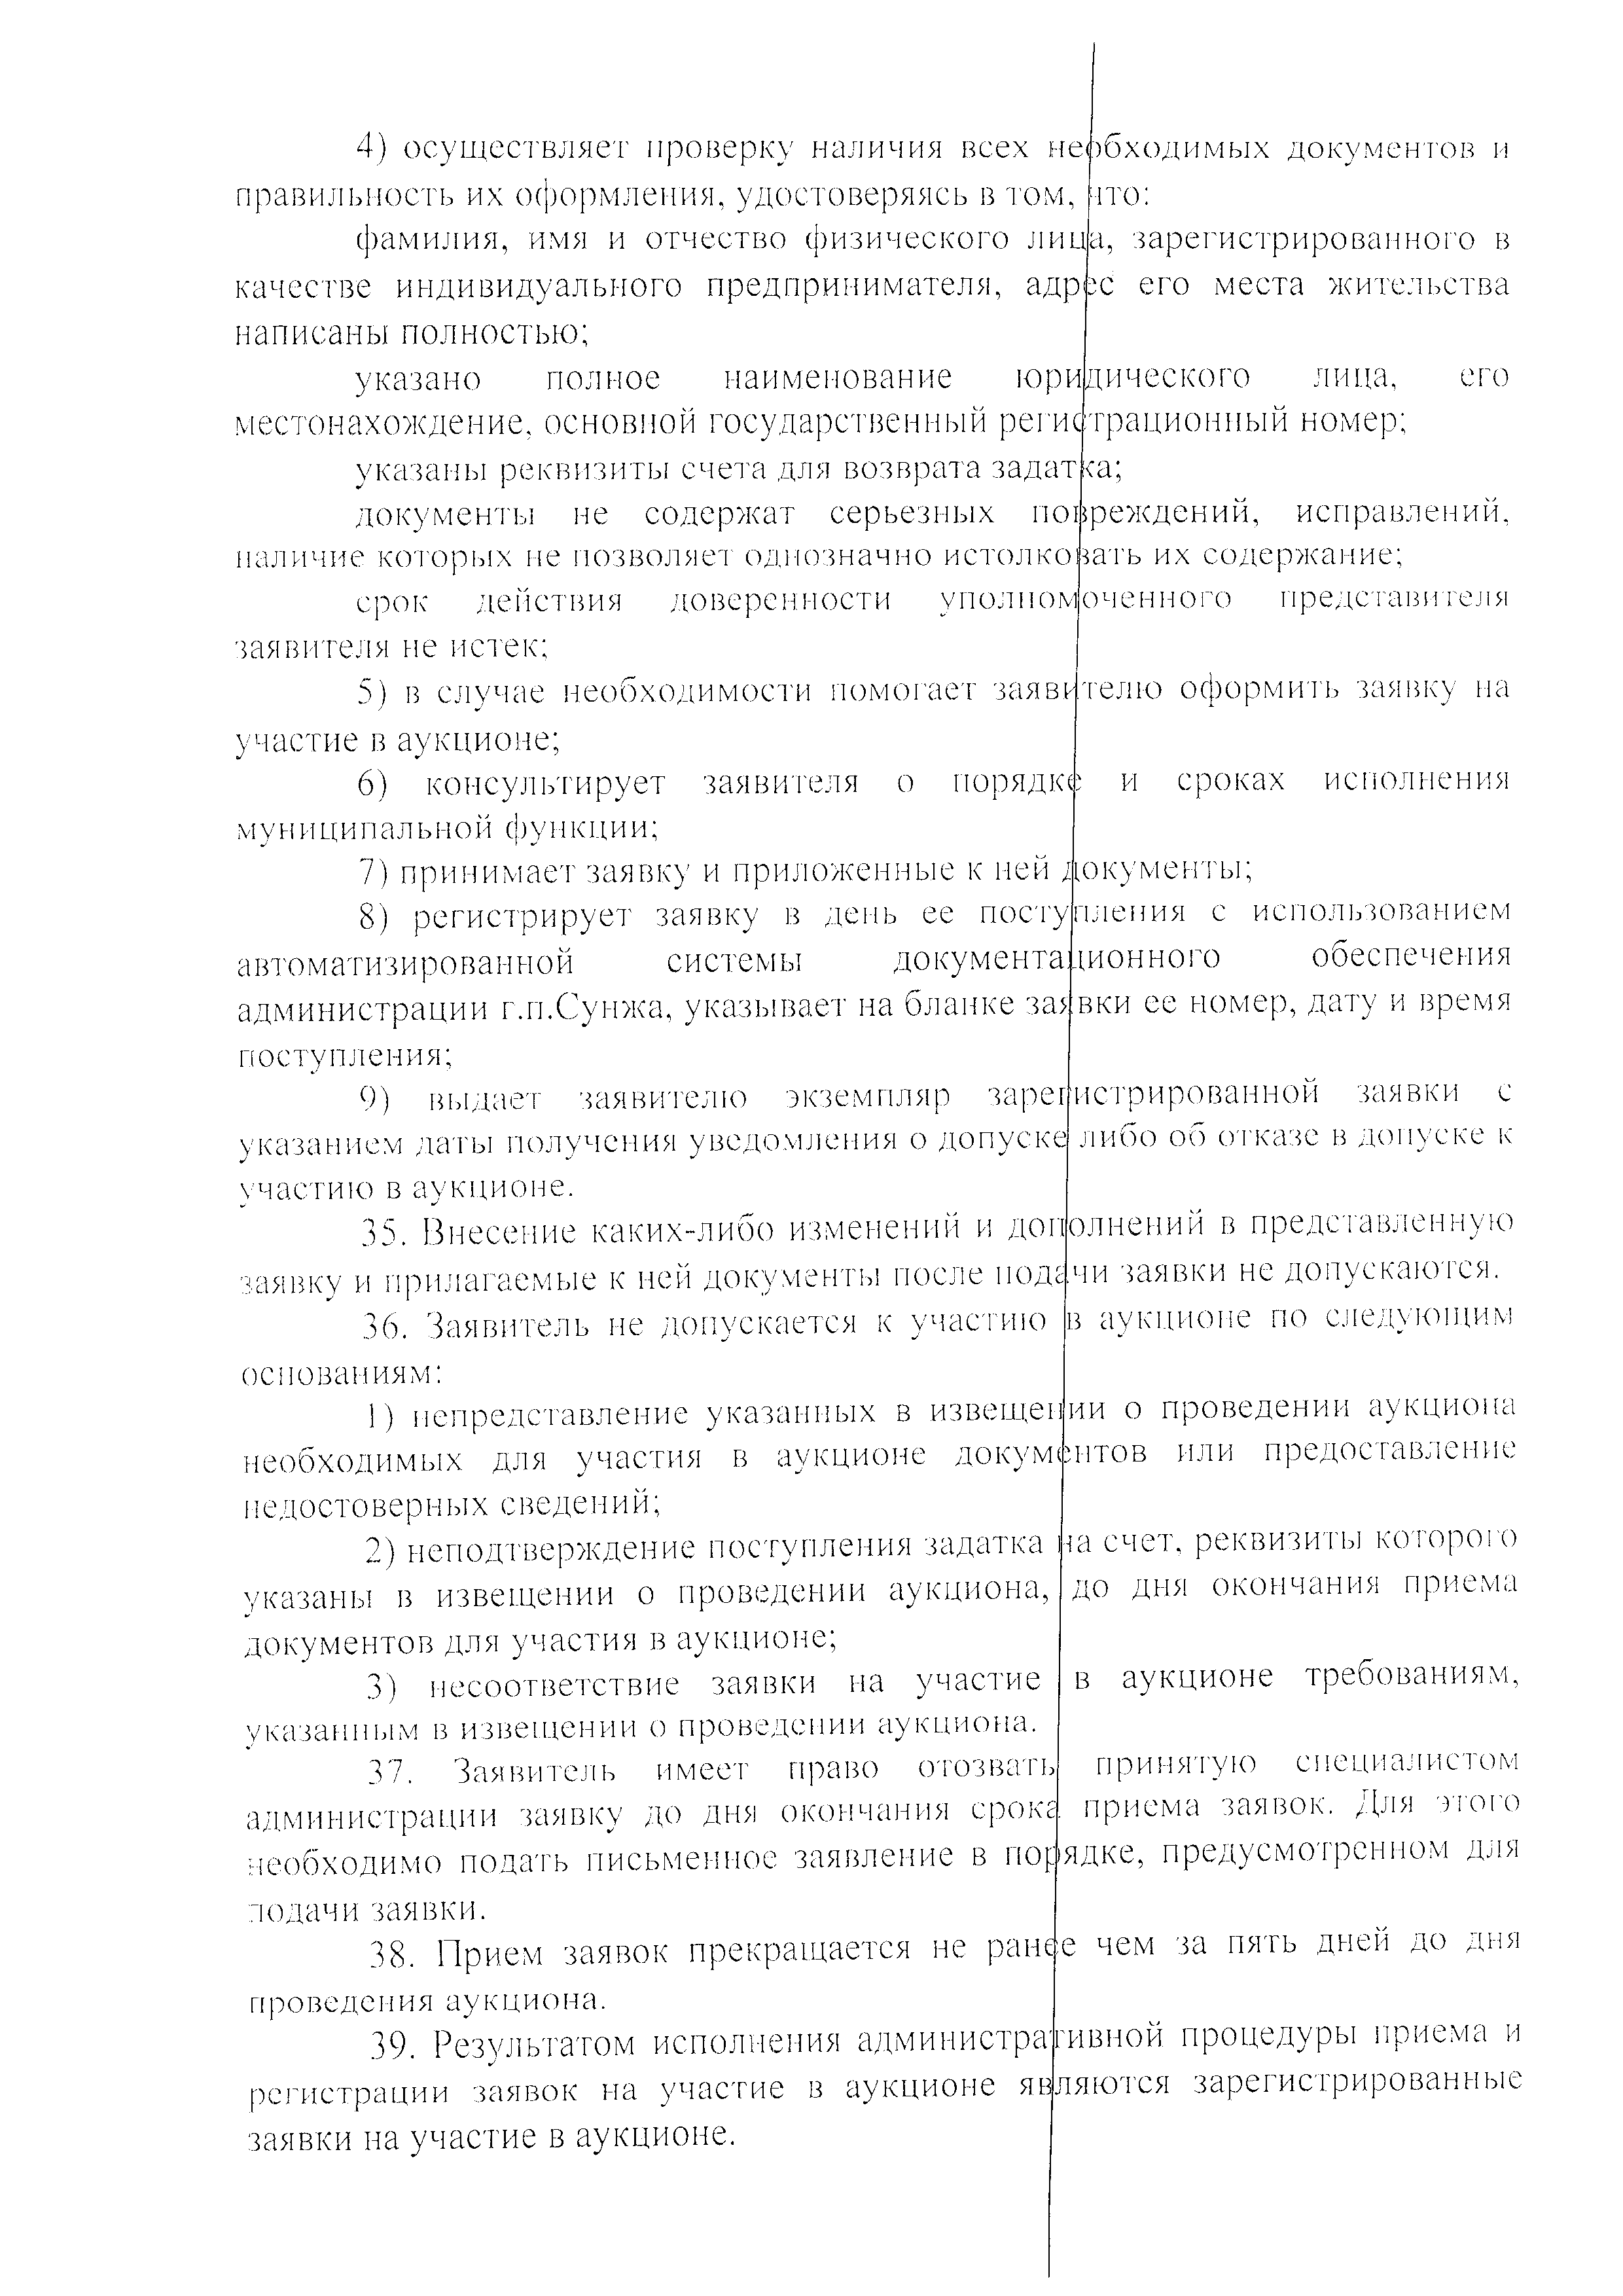 4) осуществляет проверку наличия всех необходимых документов и
правильность их оформления, удостоверяясь в том, что:
фамилия, имя и отчество физического лица, зарегистрированного в
качестве индивидуального предпринимателя, адрес его места жительства
написаны полностью;
указано полное наименование юридического лица, его
местонахождение, основной государственный регистрационный номер;
указаны реквизиты счета для возврата задатка;
документы не содержат серьезных повреждений, исправлений,
наличие которых не позволяет однозначно истолковать их содержание;
срок действия доверенности уполномоченного представителя
заявителя не истек;
5) в случае необходимости помогает заявителю оформить заявку на
участие в аукционе;
6) консультирует заявителя о порядке и сроках исполнения
муниципальной функции;
7) принимает заявку и приложенные к ней документы;
8) регистрирует заявку в день ее поступления с использованием
автоматизированной системы документационного обеспечения
администрации г.п.Сунжа, указывает на бланке заявки ее номер, дату и время
поступления;
9) выдает заявителю экземпляр зарегистрированной заявки с
указанием даты получения уведомления о допуске либо об отказе в допуске к
участию в аукционе.
35. Внесение каких-либо изменений и дополнений в представленную
заявку и прилагаемые к ней документы после подачи заявки не допускаются.
36. Заявитель не допускается к участию в аукционе по следующим
основаниям:
1) непредставление указанных в извещении о проведении аукциона
необходимых для участия в аукционе документов или предоставление
недостоверных сведений;
2) неподтверждение поступления задатка на счет, реквизиты которого
указаны в извещении о проведении аукциона, до дня окончания приема
документов для участия в аукционе;
3) несоответствие заявки на участие в аукционе требованиям,
указанным в извещении о проведении аукциона.
37. Заявитель имеет право отозвать принятую специалистом
администрации заявку до дня окончания срока приема заявок. Для этого
необходимо подать письменное заявление в порядке, предусмотренном для
подачи заявки.
38. Прием заявок прекращается не ранее чем за пять дней до дня
проведения аукциона.
39. Результатом исполнения административной процедуры приема и
регистрации заявок на участие в аукционе являются зарегистрированные
заявки на участие в аукционе.